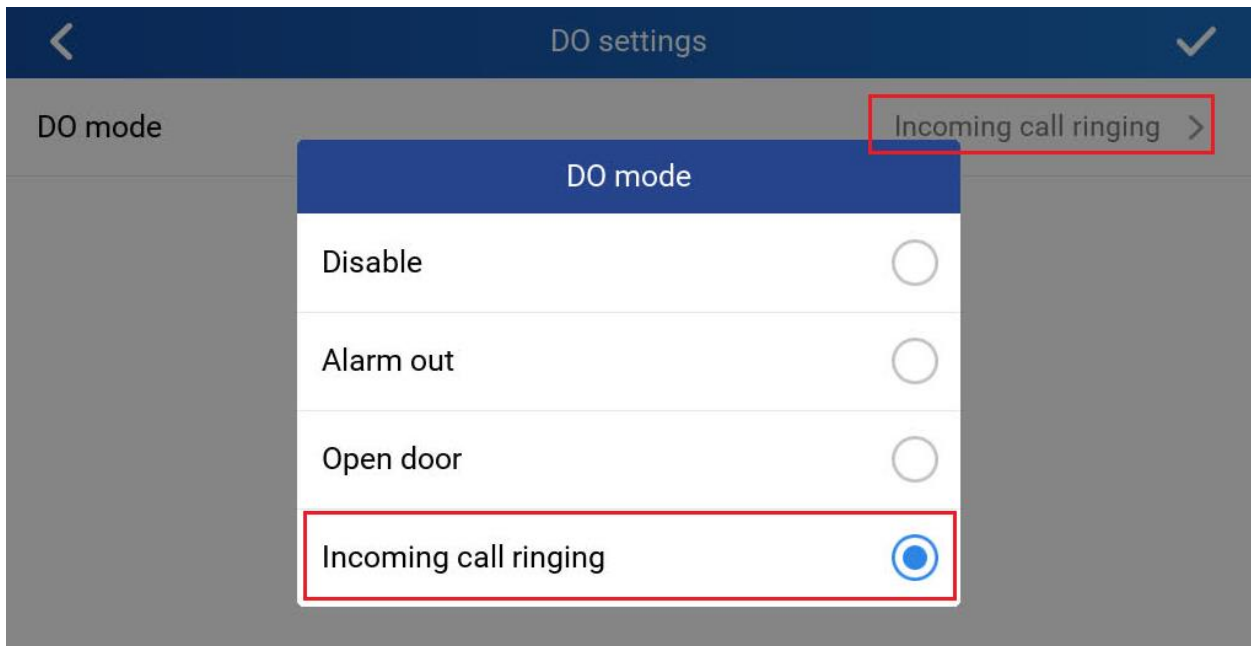 DO settings
DO mode
Incoming call ringing
DO mode
Disable
Alarm out
Open door
Incoming call ringing